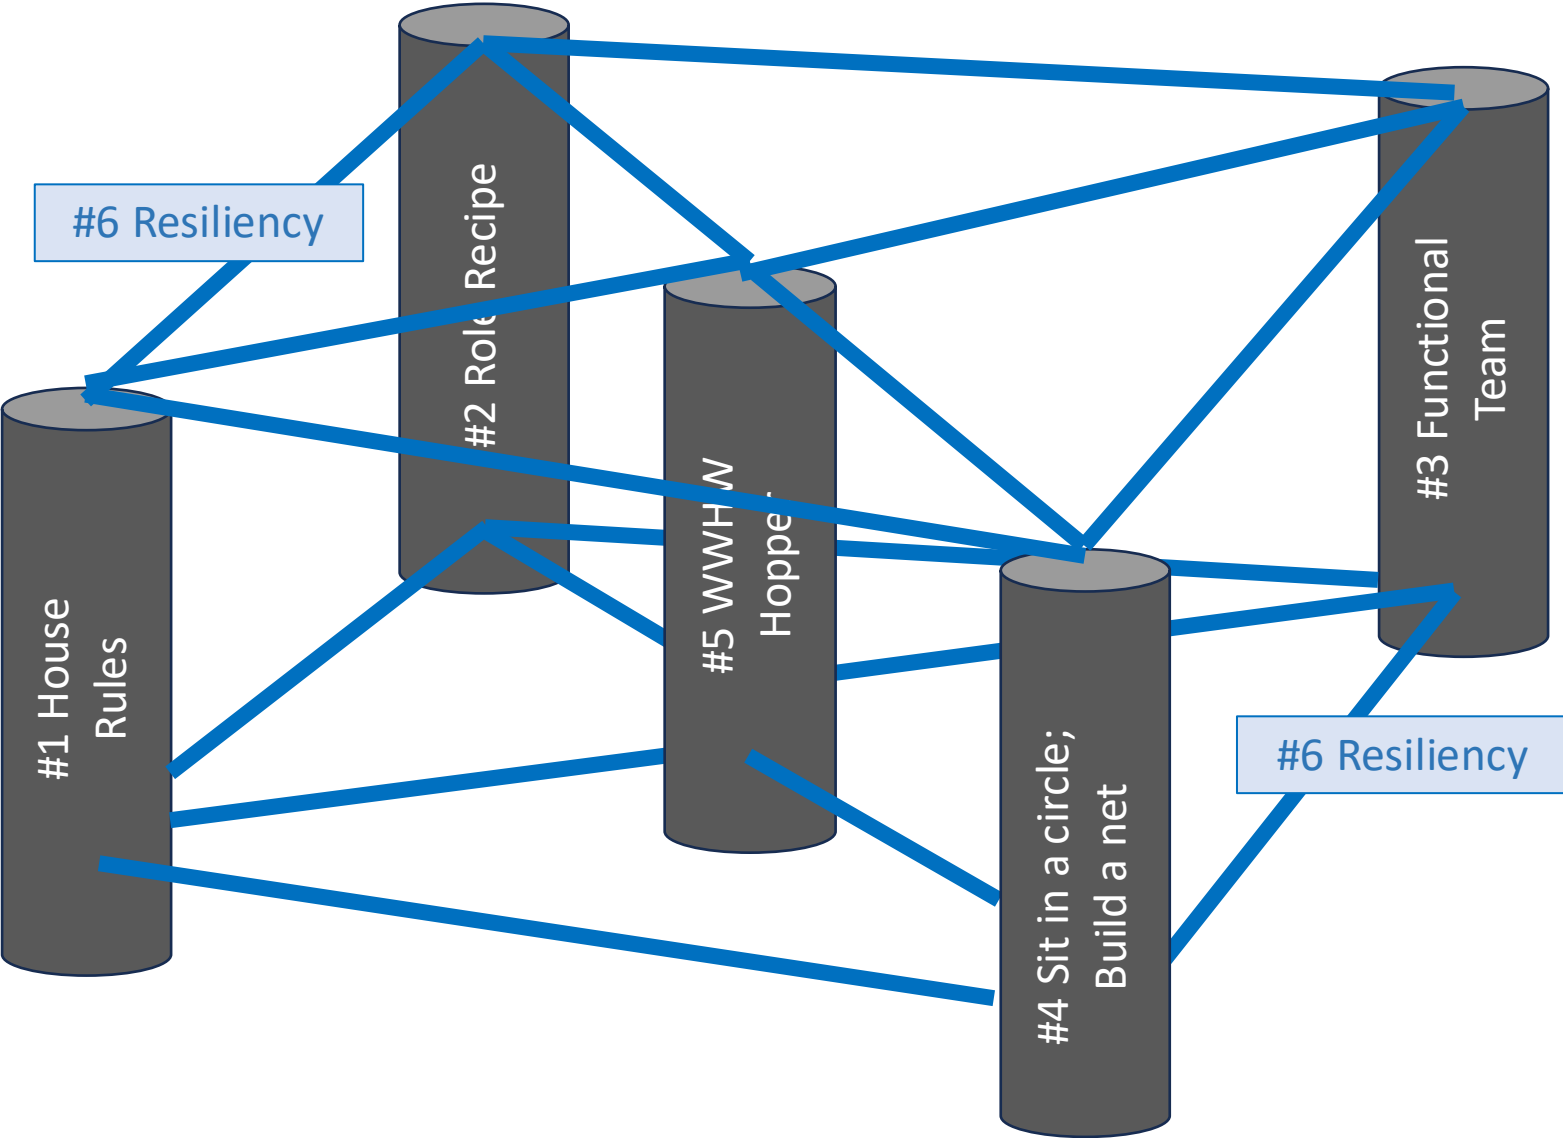 #6 Resiliency
#2 Role Recipe
#3 Functional
Team
#5 WWHW
Hopper
#1 House
Rules
#4 Sit in a circle;
Build a net
#6 Resiliency